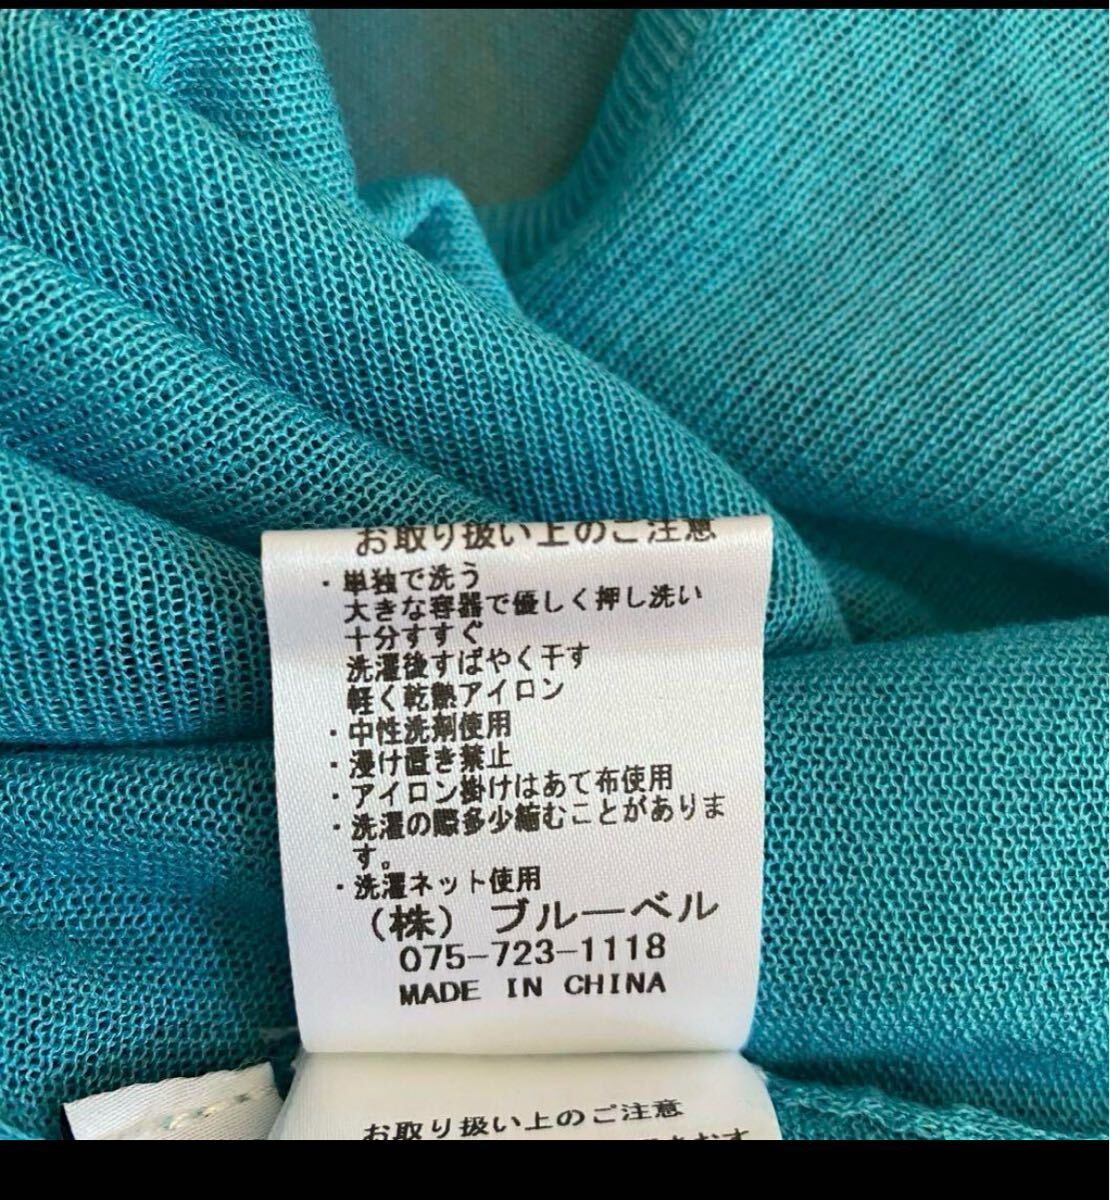 お取り扱い上のご注意
・単独で洗う
大きな容器で優しく押し洗い
十分すすぐ
洗濯後すばやく干す
軽く乾熱アイロン
・中性洗剤使用
・浸け置き禁止
・アイロン掛けはあて布使用
・洗濯の際多少縮むことがありま
す。
・洗濯ネット使用
(株) ブルーベル
075-723-1118
MADE IN CHINA
お取り扱い上のご注意